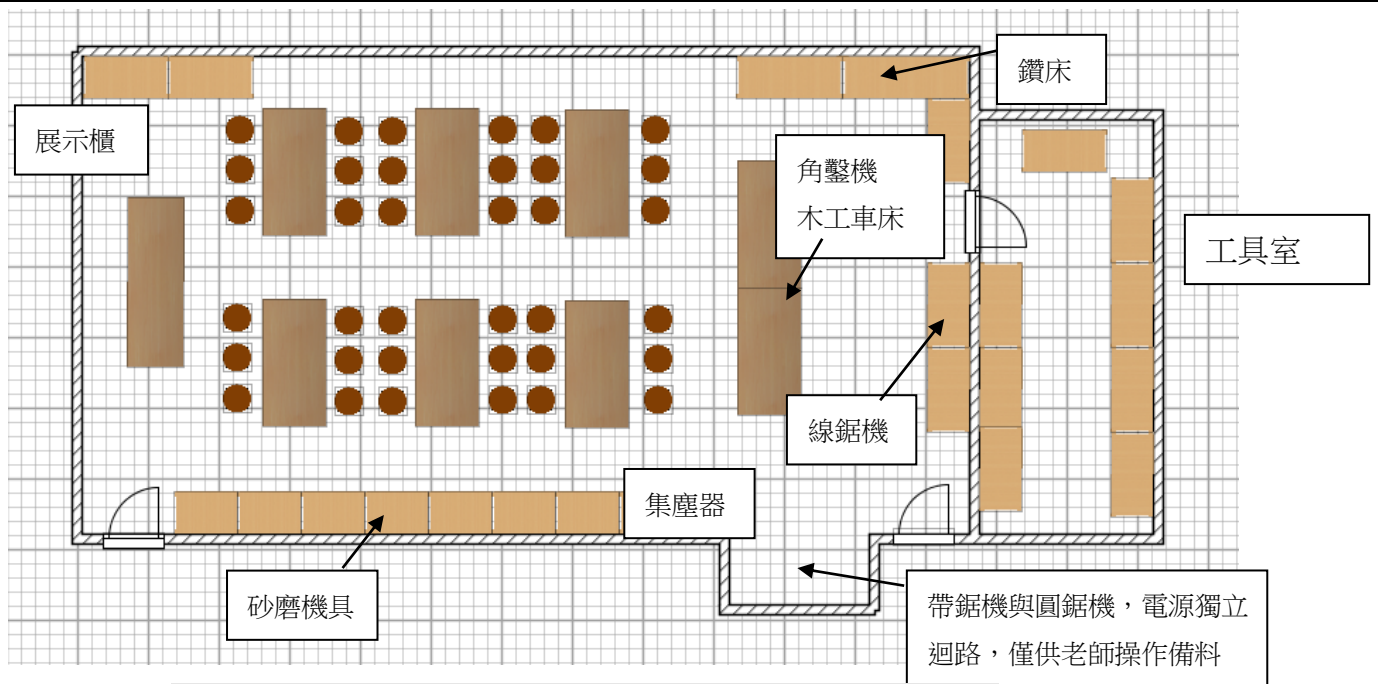 鑽床
展示櫃
角鑿機
木工車床
工具室
線鋸機
集塵器
砂磨機具
帶鋸機與圓鋸機，電源獨立
迴路，僅供老師操作備料